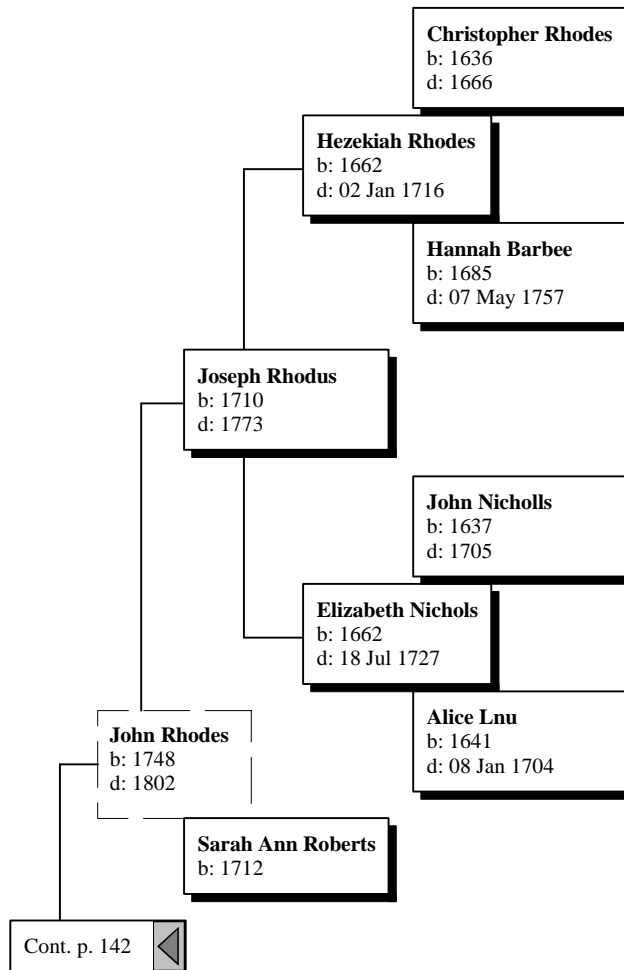 Christopher Rhodes
b: 1636
d: 1666
Hezekiah Rhodes
b: 1662
d: 02 Jan 1716
Hannah Barbee
b: 1685
d: 07 May 1757
Joseph Rhodus
b: 1710
d: 1773
John Nicholls
b: 1637
d: 1705
Elizabeth Nichols
b: 1662
d: 18 Jul 1727
Alice Lnu
b: 1641
d: 08 Jan 1704
John Rhodes
b: 1748
d: 1802
Sarah Ann Roberts
b: 1712
Cont. p. 142